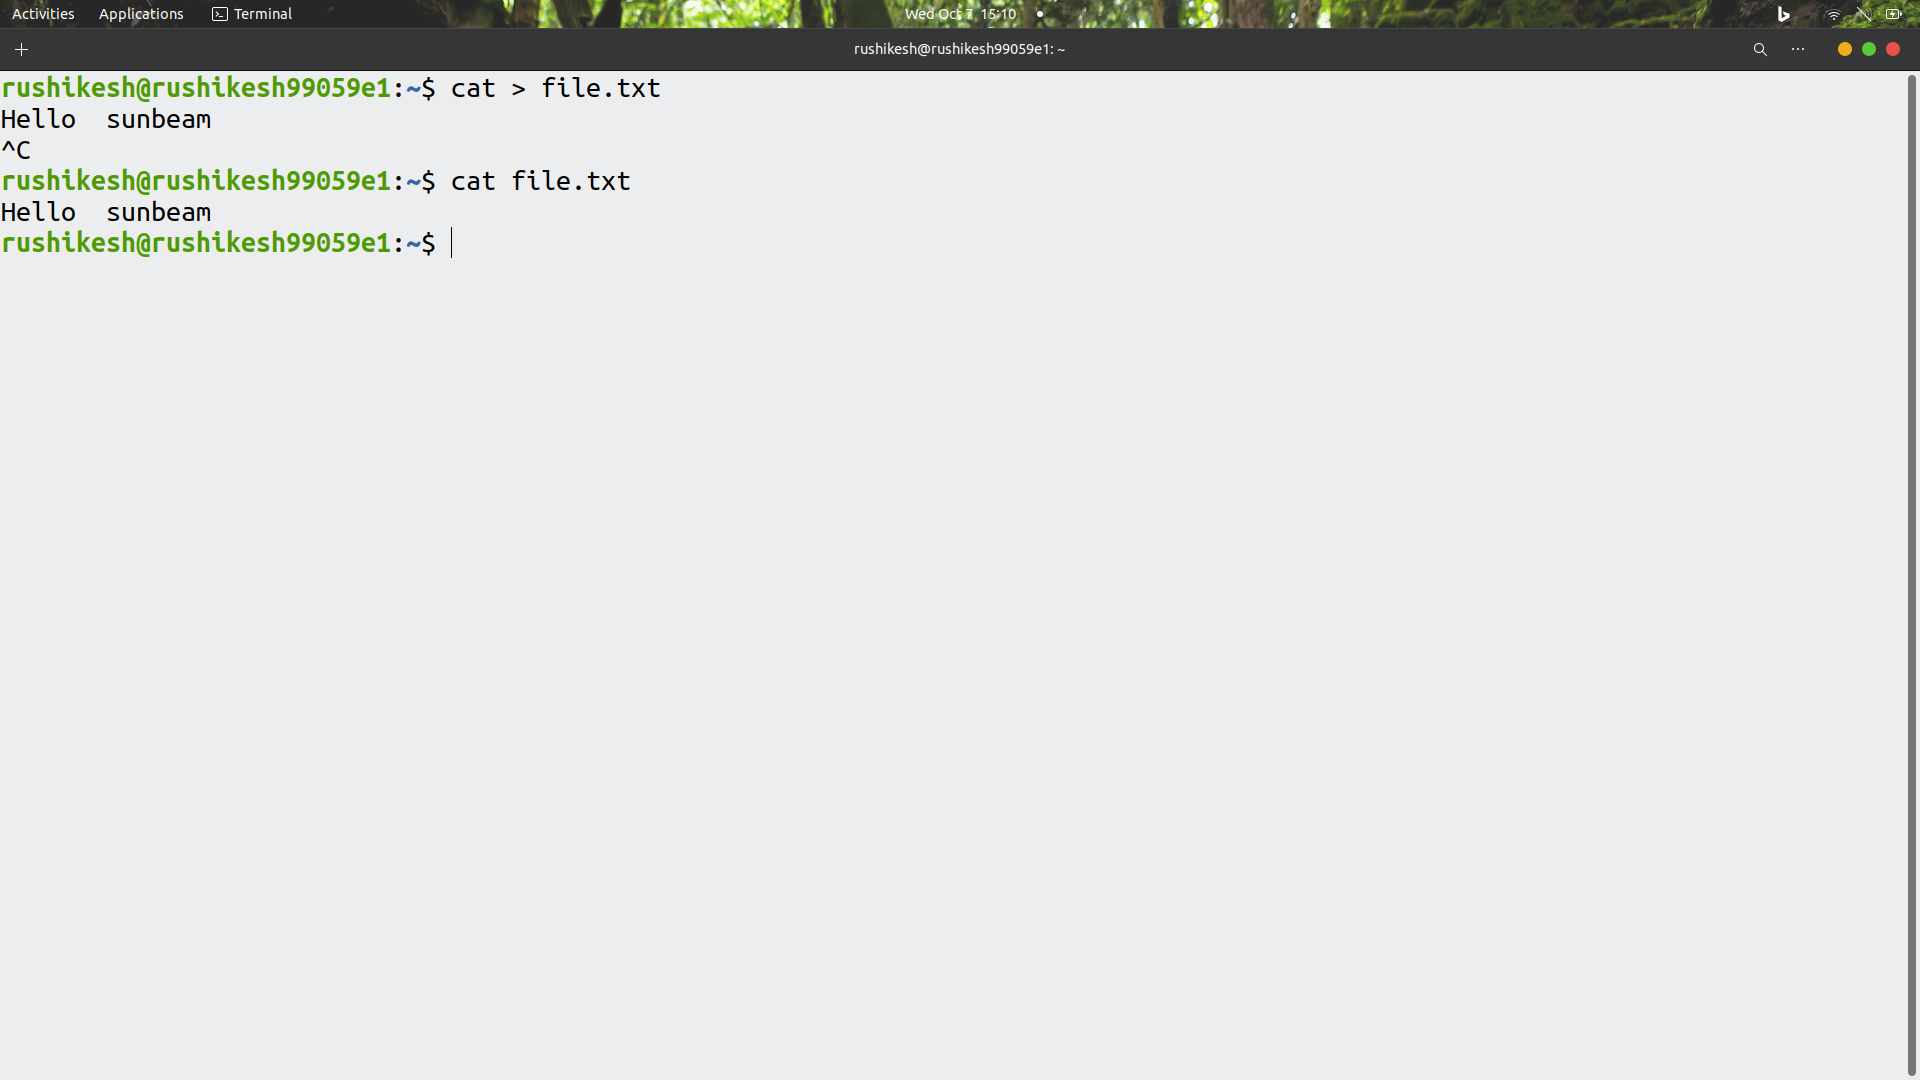 Activities Applications Terminal Wed Oct 7 15:10
rushikesh@rushikesh99059e1: ~
rushikesh@rushikesh99059e1:~$ cat > file.txt
Hello  sunbeam
^C
rushikesh@rushikesh99059e1:~$ cat file.txt
Hello  sunbeam
rushikesh@rushikesh99059e1:~$